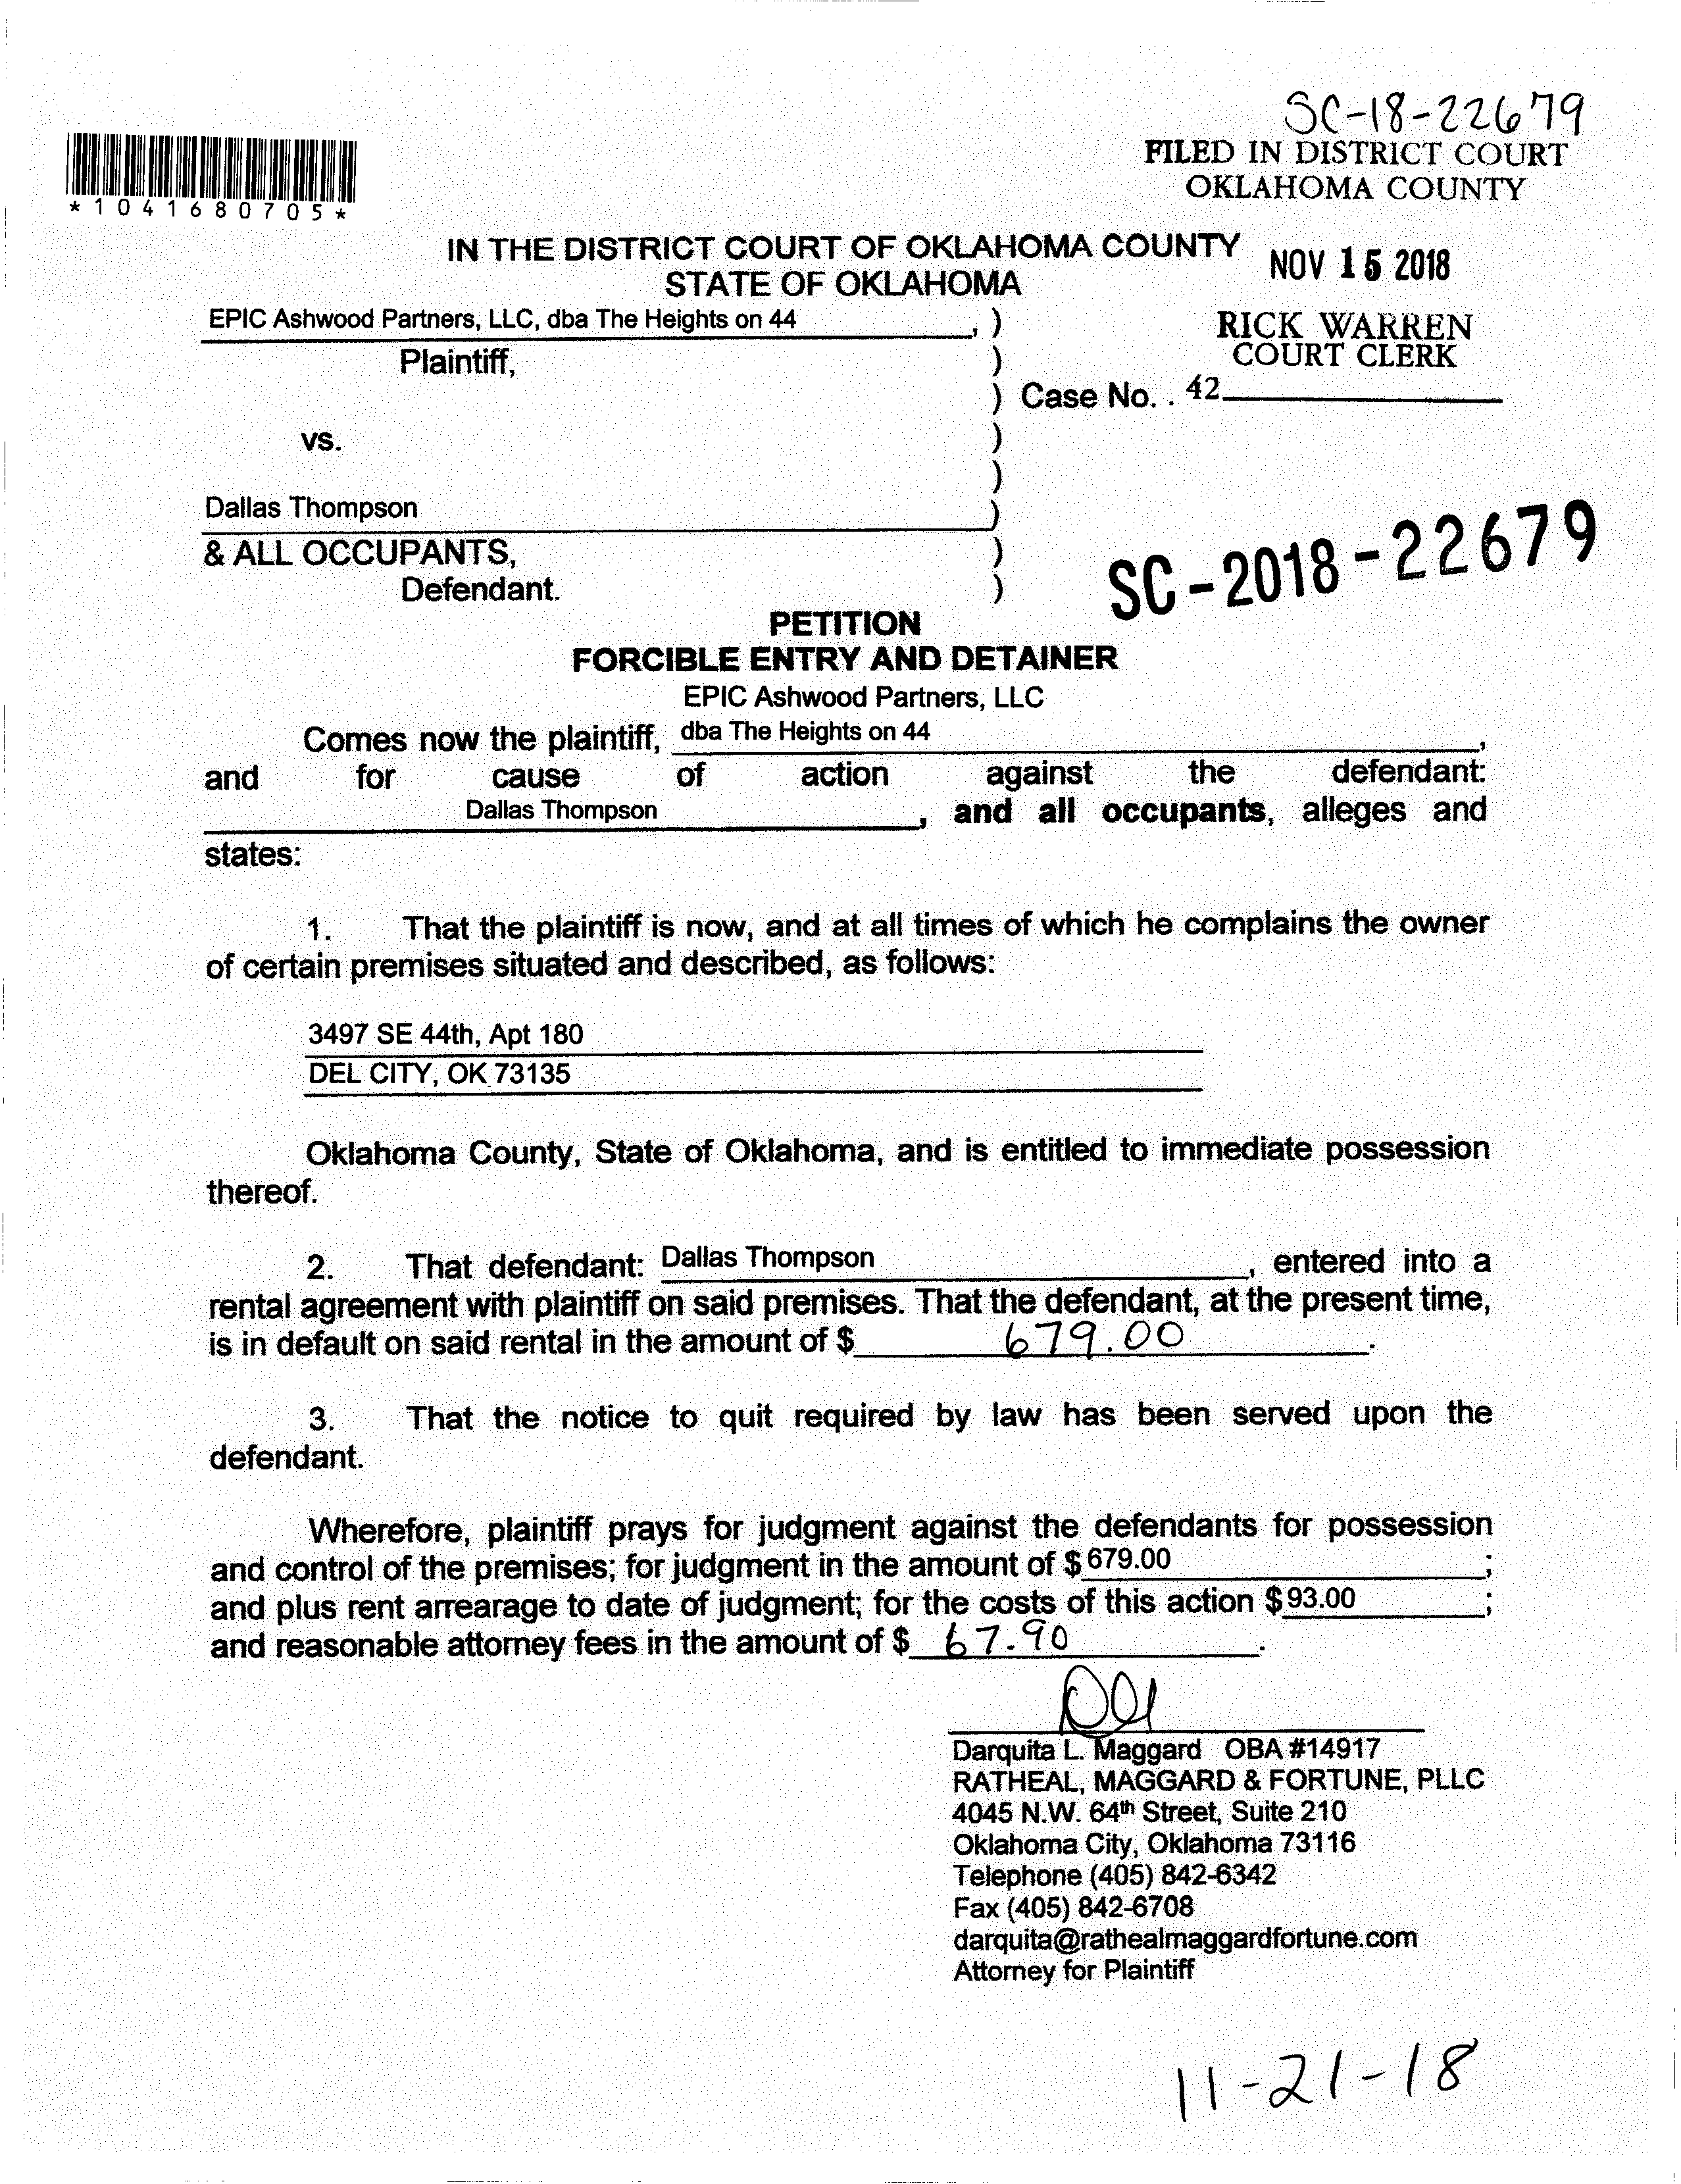 SC-18-22679
FILED IN DISTRICT COURT
OKLAHOMA COUNTY
*1041680705*
IN THE DISTRICT COURT OF OKLAHOMA COUNTY
STATE OF OKLAHOMA
NOV 15 2018
EPIC Ashwood Partners, LLC, dba The Heights on 44, )
RICK WARREN
COURT CLERK
Plaintiff, )
) Case No. . 42
vs. )
)
Dallas Thompson )
& ALL OCCUPANTS, )
Defendant. )
SC-2018-22679
PETITION
FORCIBLE ENTRY AND DETAINER
EPIC Ashwood Partners, LLC
Comes now the plaintiff, dba The Heights on 44,
and for cause of action against the defendant:
Dallas Thompson, and all occupants, alleges and
states:
1. That the plaintiff is now, and at all times of which he complains the owner
of certain premises situated and described, as follows:
3497 SE 44th, Apt 180
DEL CITY, OK 73135
Oklahoma County, State of Oklahoma, and is entitled to immediate possession
thereof.
2. That defendant: Dallas Thompson, entered into a
rental agreement with plaintiff on said premises. That the defendant, at the present time,
is in default on said rental in the amount of $ 679.00.
3. That the notice to quit required by law has been served upon the
defendant.
Wherefore, plaintiff prays for judgment against the defendants for possession
and control of the premises; for judgment in the amount of $ 679.00;
and plus rent arrearage to date of judgment; for the costs of this action $ 93.00;
and reasonable attorney fees in the amount of $ 67.90.
Darquita L. Maggard OBA #14917
RATHEAL, MAGGARD & FORTUNE, PLLC
4045 N.W. 64th Street, Suite 210
Oklahoma City, Oklahoma 73116
Telephone (405) 842-6342
Fax (405) 842-6708
darquita@rathealmaggardfortune.com
Attorney for Plaintiff
11-21-18